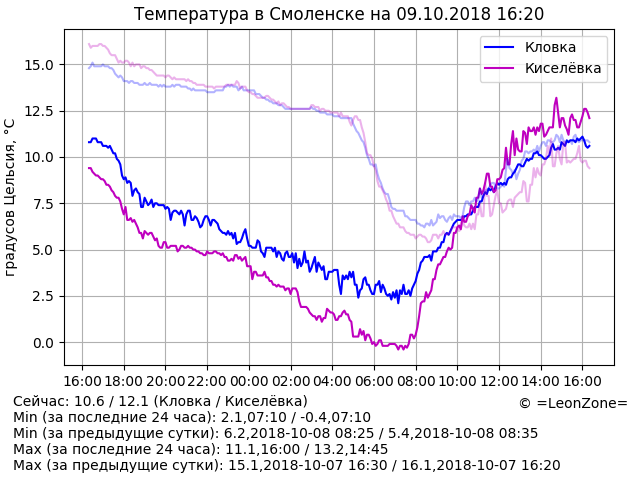 Температура в Смоленске на 09.10.2018 16:20
Кловка
Киселёвка
градусов Цельсия, °C
15.0
12.5
10.0
7.5
5.0
2.5
0.0
16:00 18:00 20:00 22:00 00:00 02:00 04:00 06:00 08:00 10:00 12:00 14:00 16:00
Сейчас: 10.6 / 12.1 (Кловка / Киселёвка)
© =LeonZone=
Min (за последние 24 часа): 2.1,07:10 / -0.4,07:10
Min (за предыдущие сутки): 6.2,2018-10-08 08:25 / 5.4,2018-10-08 08:35
Max (за последние 24 часа): 11.1,16:00 / 13.2,14:45
Max (за предыдущие сутки): 15.1,2018-10-07 16:30 / 16.1,2018-10-07 16:20